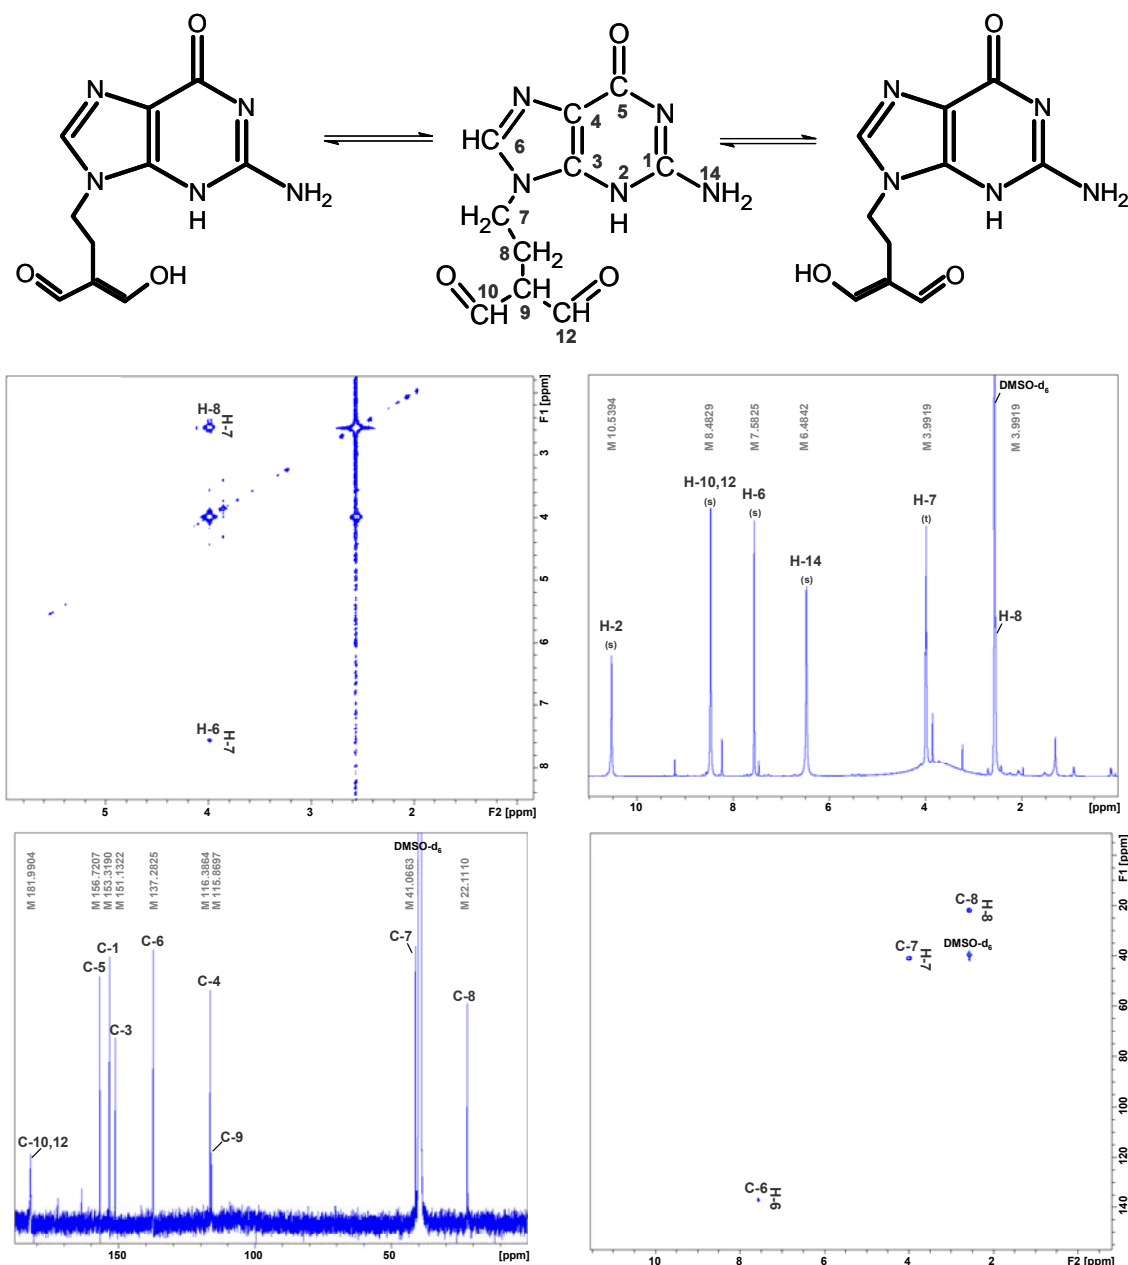 O
N
N
N
N
H
NH2
O
OH
O
C
5
N
C
4
N
HC
6
3
C
2
N
H
1
C
14
NH2
N
H2C
7
8
CH2
O
10
CH
9
CH
O
CH
12
O
N
N
N
N
H
NH2
HO
O
H-8
H-7
H-6
H-7
F1 [ppm]
3
4
5
6
7
8
5
4
3
2
F2 [ppm]
DMSO-d6
M 10.5394
M 8.4829
M 7.5825
M 6.4842
M 3.9919
M 3.9919
H-2
(s)
H-10,12
(s)
H-6
(s)
H-14
(s)
H-7
(t)
H-8
10
8
6
4
2
[ppm]
DMSO-d6
M 181.9904
M 156.7207
M 153.3190
M 151.1322
M 137.2825
M 116.3864
M 115.8697
M 41.0663
M 22.1110
C-10,12
C-5
C-1
C-3
C-6
C-4
C-9
C-7
C-8
150
100
50
[ppm]
F1 [ppm]
C-8
H-8
DMSO-d6
C-7
H-7
C-6
H-6
20
40
60
80
100
120
140
10
8
6
4
2
F2 [ppm]